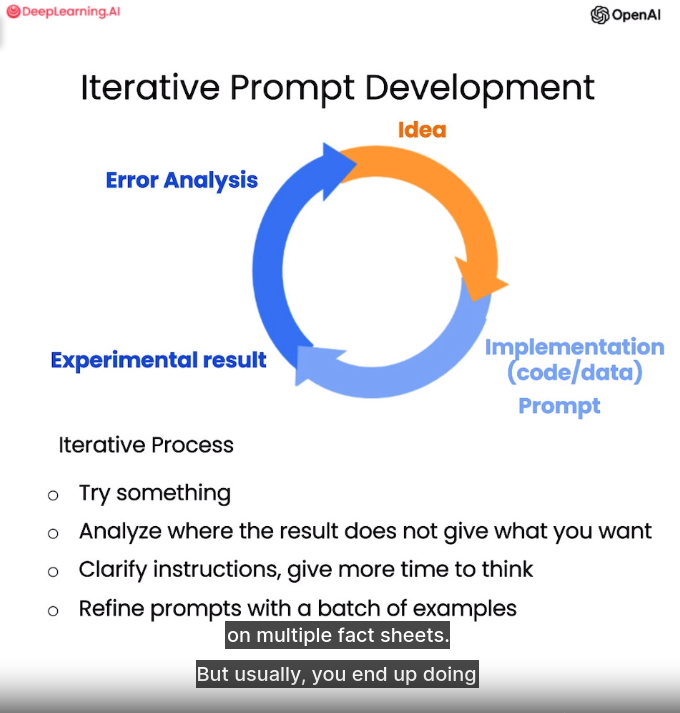 DeepLearning.AI
OpenAI
Iterative Prompt Development
Idea
Error Analysis
Experimental result
Implementation
(code/data)
Prompt
Iterative Process
Try something
Analyze where the result does not give what you want
Clarify instructions, give more time to think
Refine prompts with a batch of examples
on multiple fact sheets.
But usually, you end up doing